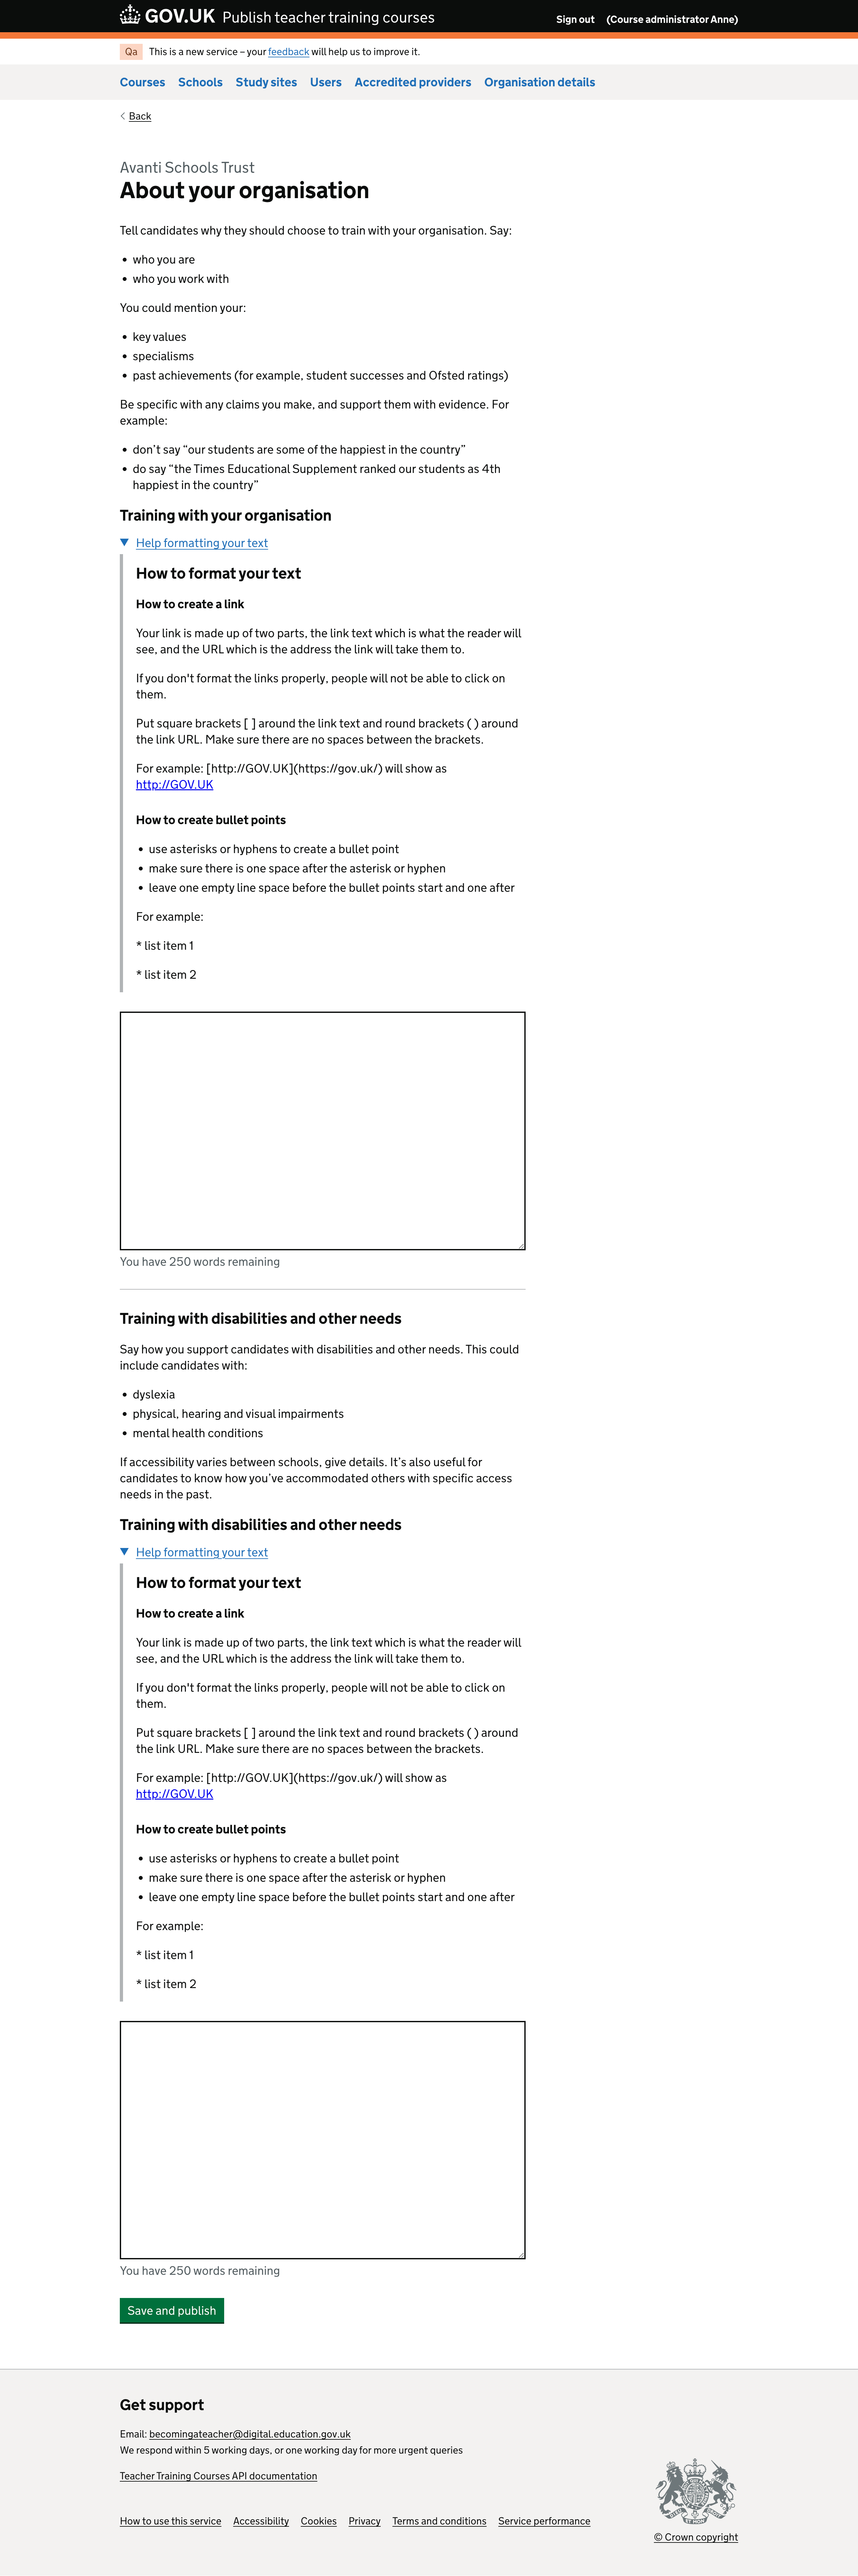 GOV.UK Publish teacher training courses
Sign out (Course administrator Anne)
Qa This is a new service – your feedback will help us to improve it.
Courses Schools Study sites Users Accredited providers Organisation details
Back
Avanti Schools Trust
About your organisation
Tell candidates why they should choose to train with your organisation. Say:
• who you are
• who you work with
You could mention your:
• key values
• specialisms
• past achievements (for example, student successes and Ofsted ratings)
Be specific with any claims you make, and support them with evidence. For
example:
• don’t say “our students are some of the happiest in the country”
• do say “the Times Educational Supplement ranked our students as 4th
happiest in the country”
Training with your organisation
Help formatting your text
How to format your text
How to create a link
Your link is made up of two parts, the link text which is what the reader will
see, and the URL which is the address the link will take them to.
If you don't format the links properly, people will not be able to click on
them.
Put square brackets [ ] around the link text and round brackets ( ) around
the link URL. Make sure there are no spaces between the brackets.
For example: [http://GOV.UK](https://gov.uk/) will show as
http://GOV.UK
How to create bullet points
• use asterisks or hyphens to create a bullet point
• make sure there is one space after the asterisk or hyphen
• leave one empty line space before the bullet points start and one after
For example:
* list item 1
* list item 2
You have 250 words remaining
Training with disabilities and other needs
Say how you support candidates with disabilities and other needs. This could
include candidates with:
• dyslexia
• physical, hearing and visual impairments
• mental health conditions
If accessibility varies between schools, give details. It’s also useful for
candidates to know how you’ve accommodated others with specific access
needs in the past.
Training with disabilities and other needs
Help formatting your text
How to format your text
How to create a link
Your link is made up of two parts, the link text which is what the reader will
see, and the URL which is the address the link will take them to.
If you don't format the links properly, people will not be able to click on
them.
Put square brackets [ ] around the link text and round brackets ( ) around
the link URL. Make sure there are no spaces between the brackets.
For example: [http://GOV.UK](https://gov.uk/) will show as
http://GOV.UK
How to create bullet points
• use asterisks or hyphens to create a bullet point
• make sure there is one space after the asterisk or hyphen
• leave one empty line space before the bullet points start and one after
For example:
* list item 1
* list item 2
You have 250 words remaining
Save and publish
Get support
Email: becomingateacher@digital.education.gov.uk
We respond within 5 working days, or one working day for more urgent queries
Teacher Training Courses API documentation
How to use this service Accessibility Cookies Privacy Terms and conditions Service performance
© Crown copyright